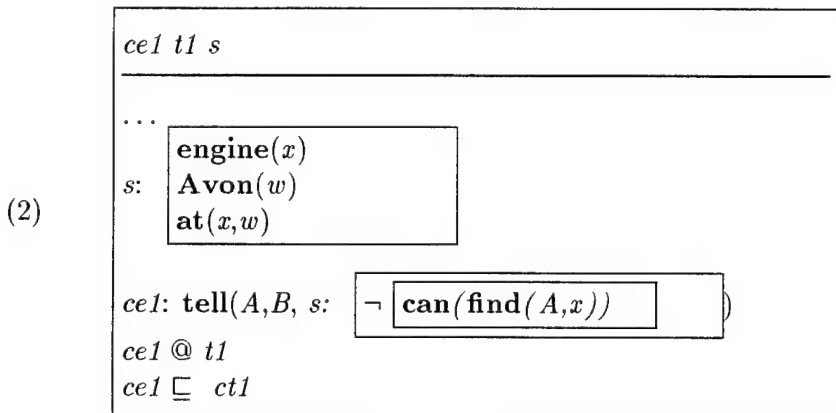 ce1 t1 s
...
engine(x)
s: Avon(w)
at(x,w)
(2)
ce1: tell(A,B, s: ¬ can(find(A,x)) )
ce1 @ t1
ce1 ⊑ ct1